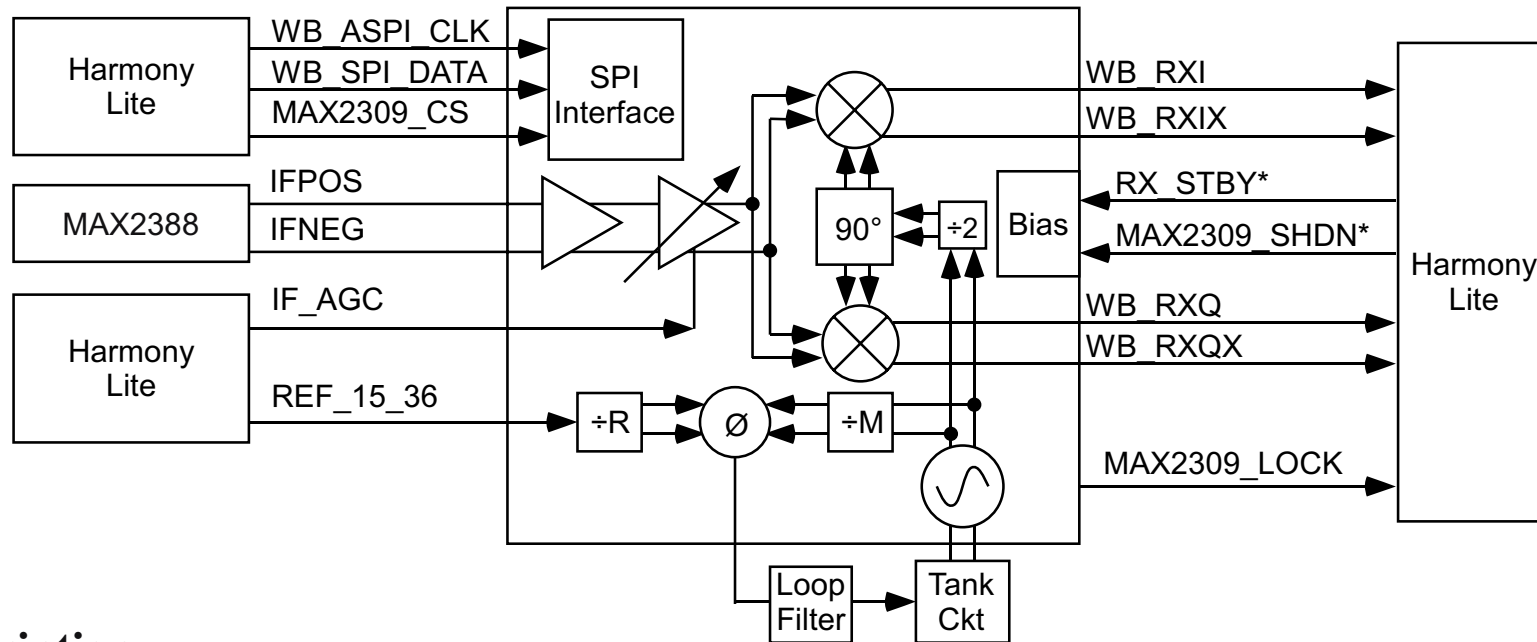 Harmony
Lite
WB_ASPI_CLK
WB_SPI_DATA
MAX2309_CS
SPI
Interface
MAX2388
IFPOS
IFNEG
Harmony
Lite
IF_AGC
REF_15_36
÷R
Ø
÷M
90°
÷2
Bias
WB_RXI
WB_RXIX
RX_STBY*
MAX2309_SHDN*
WB_RXQ
WB_RXQX
MAX2309_LOCK
Harmony
Lite
Loop
Filter
Tank
Ckt